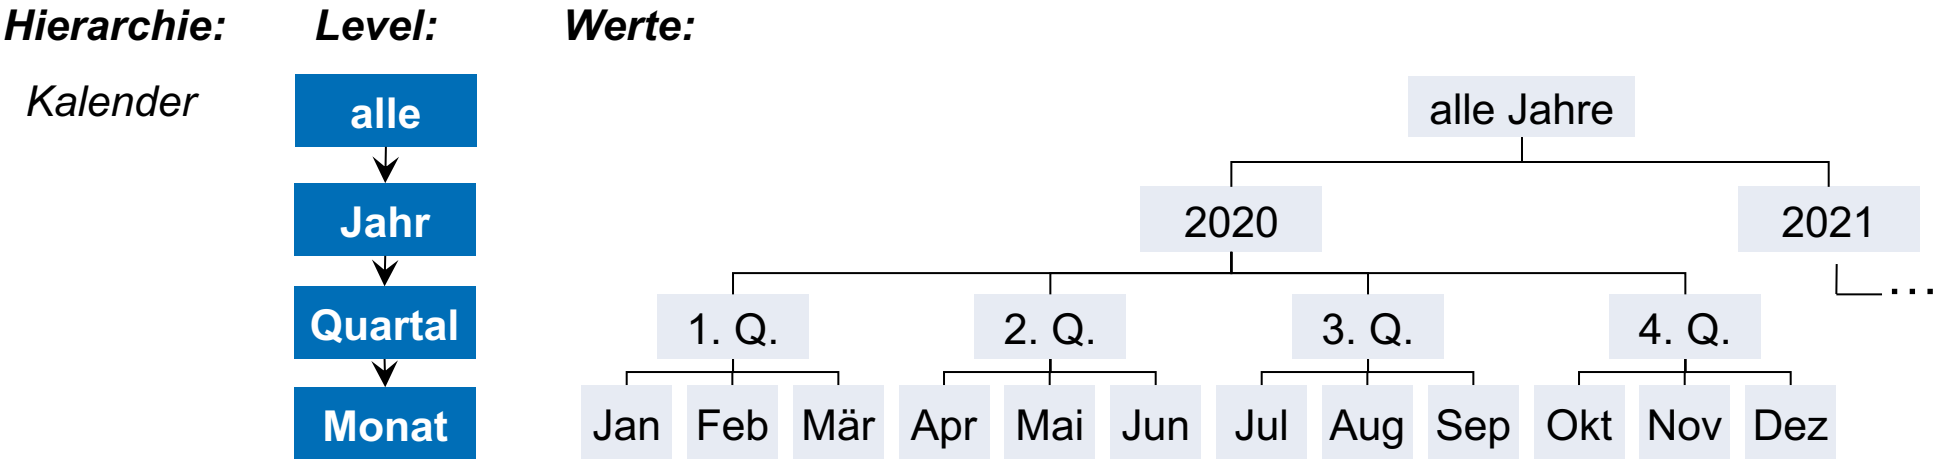 Hierarchie: Level: Werte:
Kalender alle alle Jahre
Jahr 2020 2021
Quartal 1. Q. 2. Q. 3. Q. 4. Q. ...
Monat Jan Feb Mär Apr Mai Jun Jul Aug Sep Okt Nov Dez